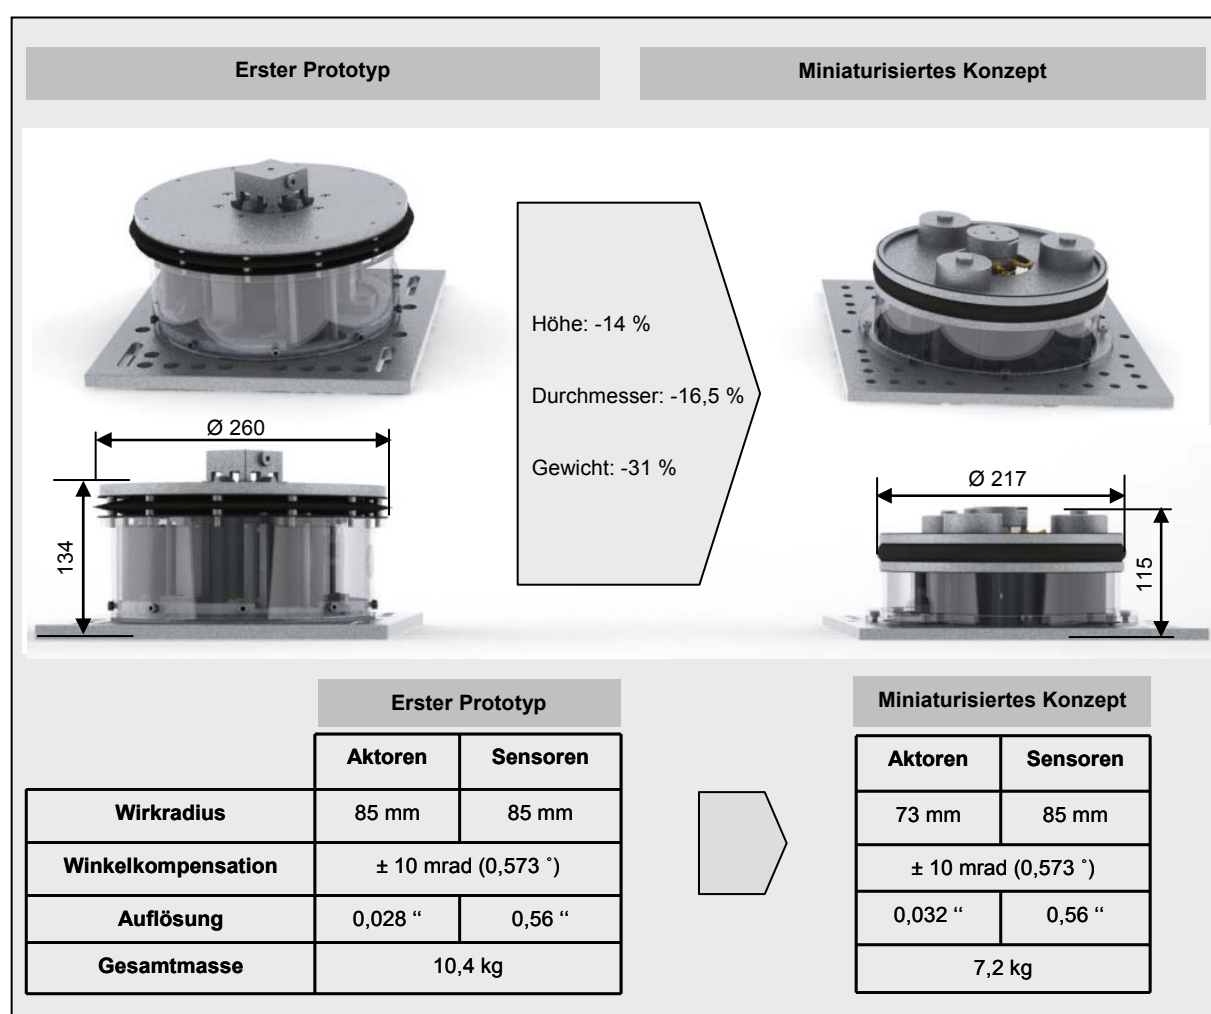 Erster Prototyp
Miniaturisiertes Konzept
Höhe: -14 %
Durchmesser: -16,5 %
Gewicht: -31 %
Ø 260
134
Ø 217
115
Erster Prototyp
Miniaturisiertes Konzept
Aktoren Sensoren
Aktoren Sensoren
Wirkradius 85 mm 85 mm
73 mm 85 mm
Winkelkompensation ± 10 mrad (0,573 ˚)
± 10 mrad (0,573 ˚)
Auflösung 0,028 “ 0,56 “
0,032 “ 0,56 “
Gesamtmasse 10,4 kg
7,2 kg